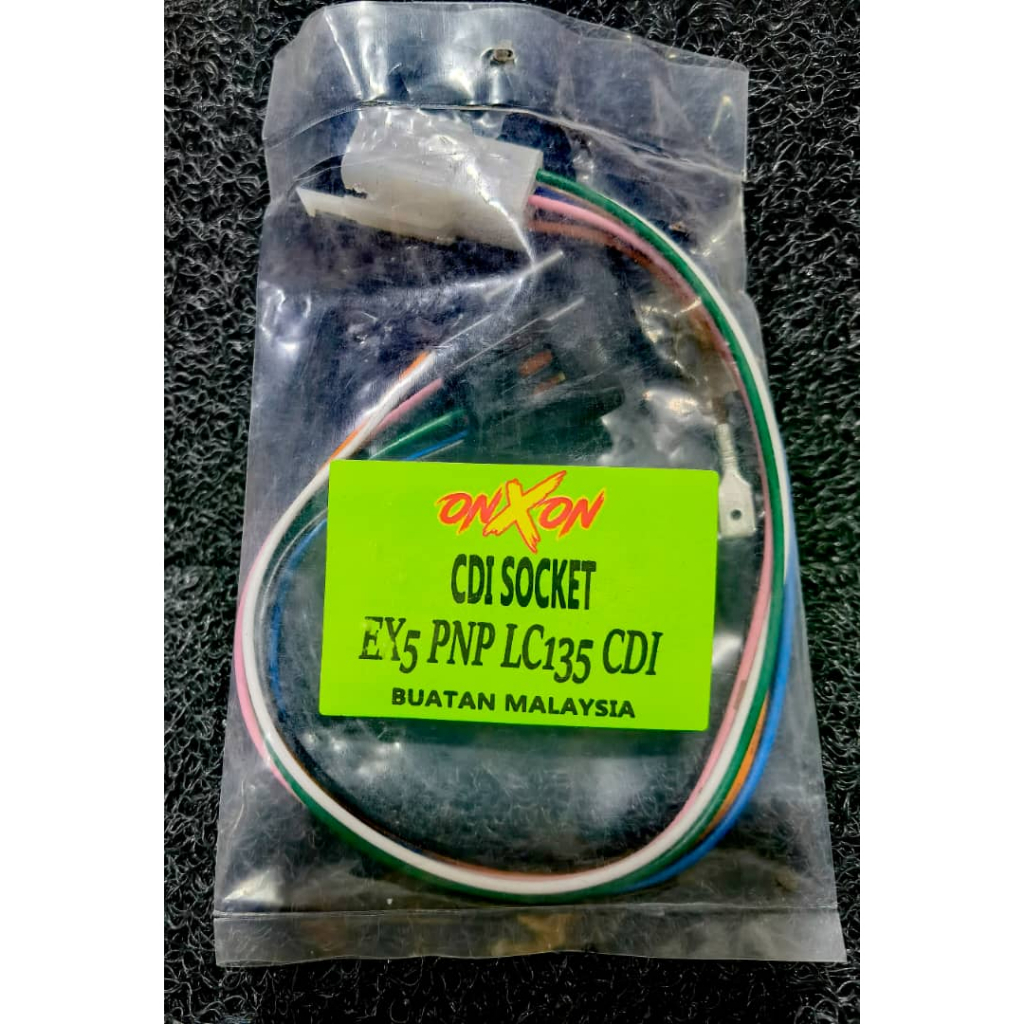 ONXON
CDI SOCKET
EX5 PNP LC135 CDI
BUATAN MALAYSIA